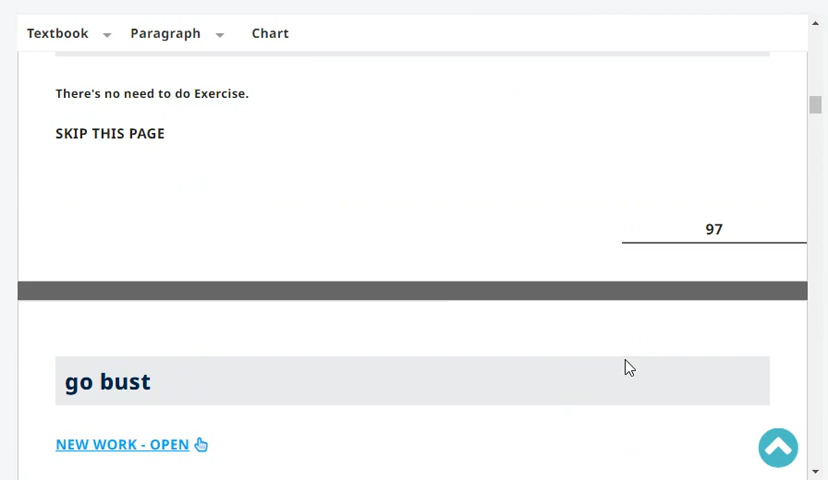 Textbook Paragraph Chart
There's no need to do Exercise.
SKIP THIS PAGE
97
go bust
NEW WORK - OPEN